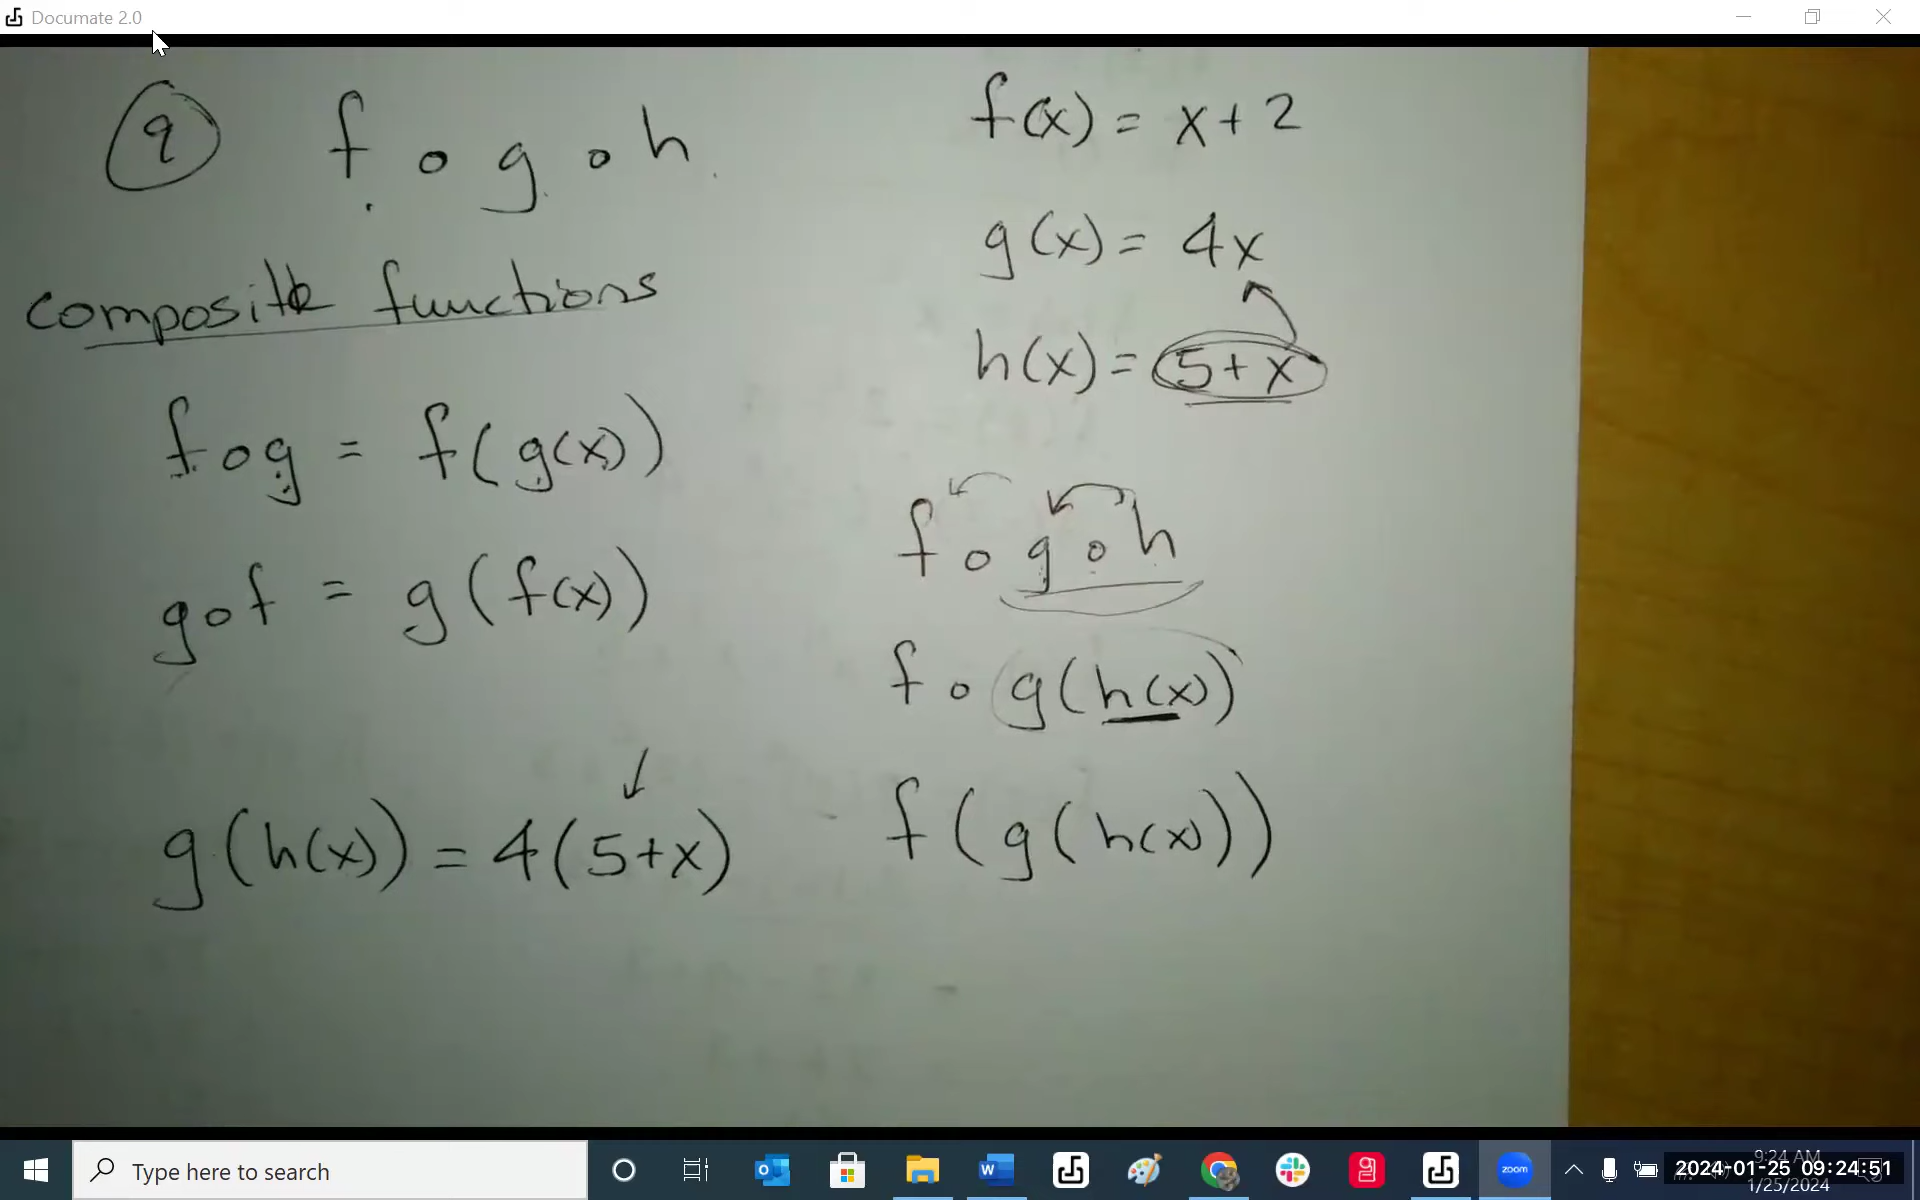 Documate 2.0
9 f o g o h
composite functions
f o g = f(g(x))
g o f = g(f(x))
g(h(x)) = 4(5+x)
f(x) = x + 2
g(x) = 4x
h(x) = 5 + x
f o g o h
f o g(h(x))
f(g(h(x)))
Type here to search
zoom
9:24 AM
2024-01-25 09:24:51
1/25/2024